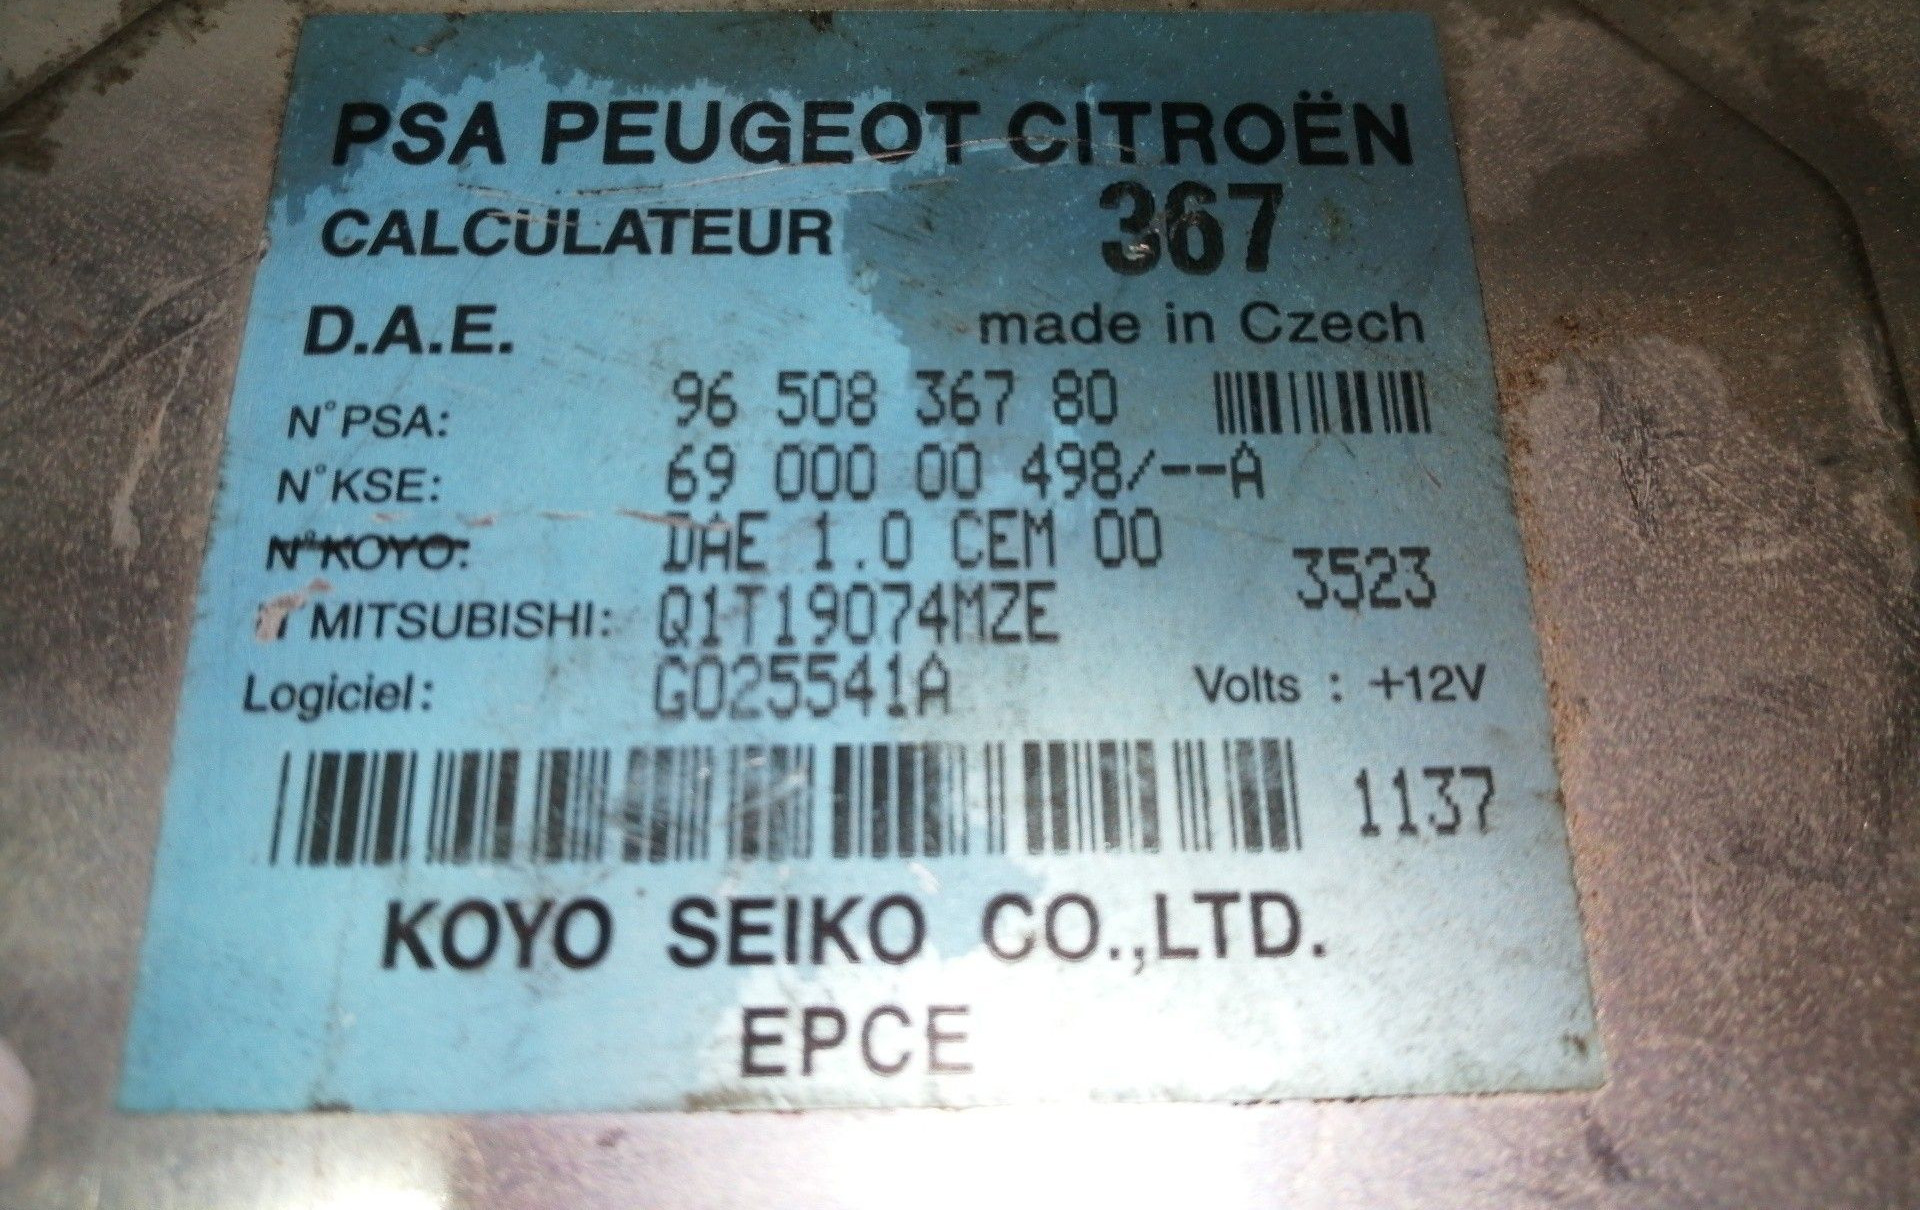 PSA PEUGEOT CITROËN
CALCULATEUR 367
D.A.E. made in Czech
N°PSA: 96 508 367 80
N°KSE: 69 000 00 498/--A
N°KOYO: DAE 1.0 CEM 00
3523
MITSUBISHI: Q1T19074MZE
Logiciel: G025541A Volts : +12V
1137
KOYO SEIKO CO.,LTD.
EPCE